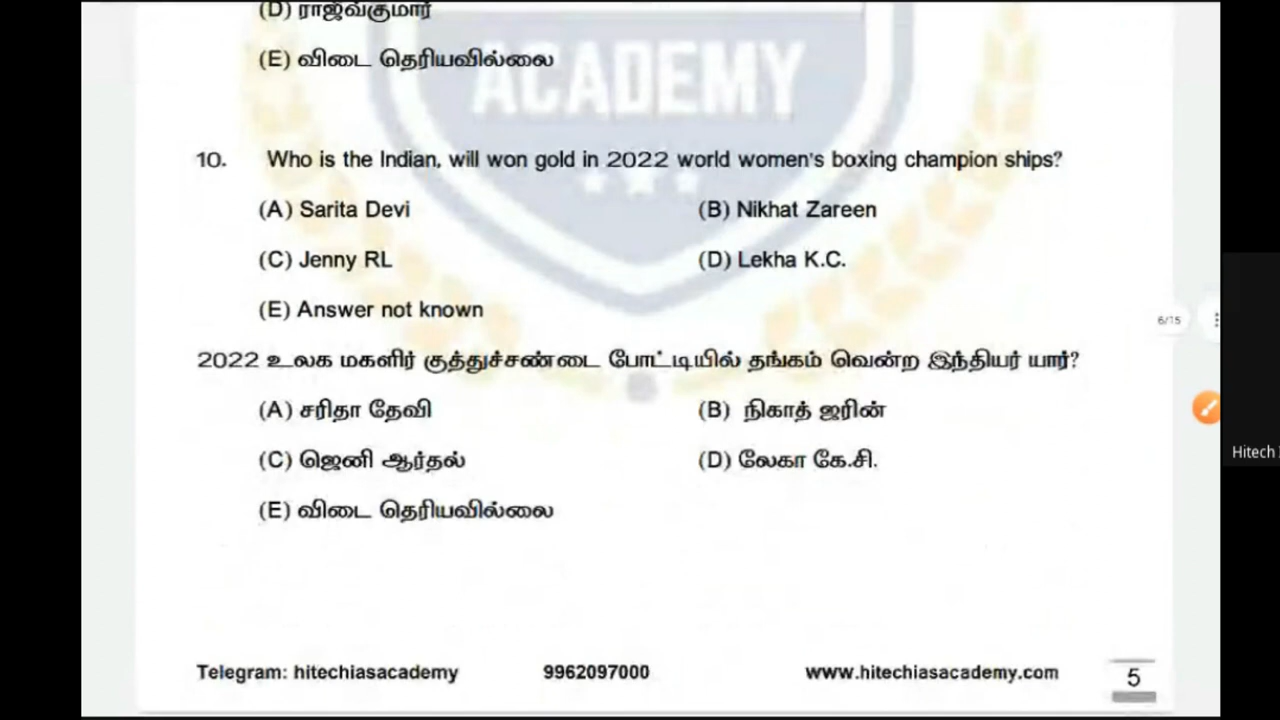 (D) ராஜீவ்குமார்
(E) விடை தெரியவில்லை
ACADEMY
10. Who is the Indian, will won gold in 2022 world women's boxing champion ships?
(A) Sarita Devi (B) Nikhat Zareen
(C) Jenny RL (D) Lekha K.C.
(E) Answer not known
6/15
2022 உலக மகளிர் குத்துச்சண்டை போட்டியில் தங்கம் வென்ற இந்தியர் யார்?
(A) சரிதா தேவி (B) நிகாத் ஜரின்
(C) ஜெனி ஆர்தல் (D) லேகா கே.சி.
Hitech
(E) விடை தெரியவில்லை
Telegram: hitechiasacademy 9962097000 www.hitechiasacademy.com 5